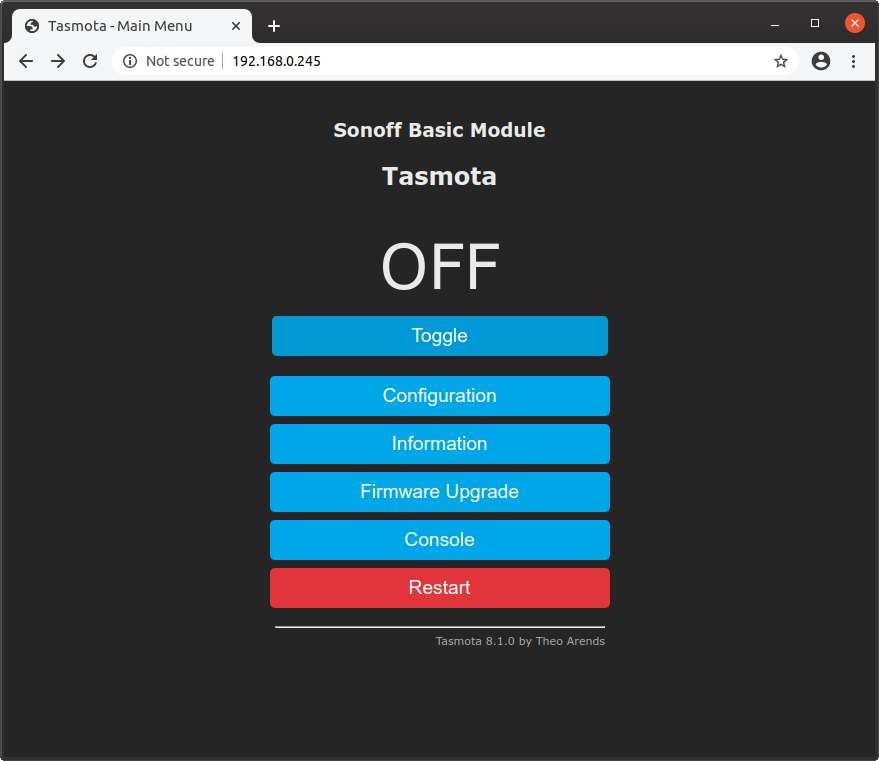 Tasmota - Main Menu
Not secure 192.168.0.245
Sonoff Basic Module
Tasmota
OFF
Toggle
Configuration
Information
Firmware Upgrade
Console
Restart
Tasmota 8.1.0 by Theo Arends